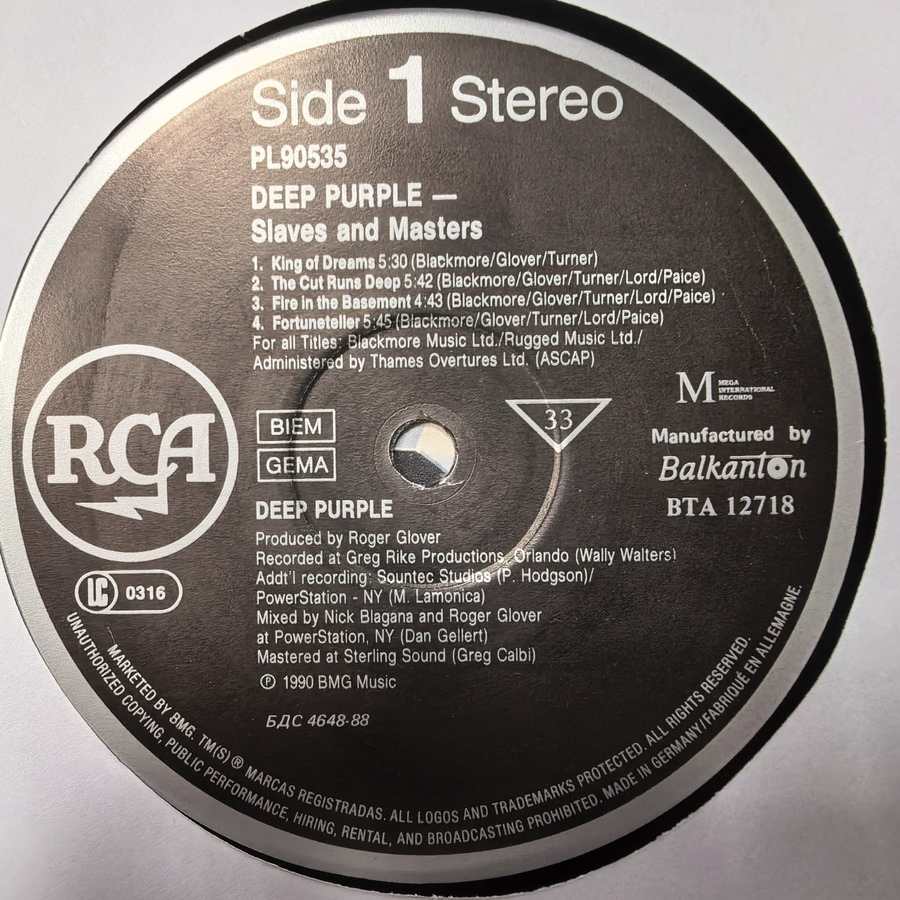 Side 1 Stereo
PL90535
DEEP PURPLE —
Slaves and Masters
1. King of Dreams 5:30 (Blackmore/Glover/Turner)
2. The Cut Runs Deep 5:42 (Blackmore/Glover/Turner/Lord/Paice)
3. Fire in the Basement 4:43 (Blackmore/Glover/Turner/Lord/Paice)
4. Fortuneteller 5:45 (Blackmore/Glover/Turner/Lord/Paice)
For all Titles: Blackmore Music Ltd./Rugged Music Ltd./
Administered by Thames Overtures Ltd. (ASCAP)
RCA
BIEM
GEMA
33
M MEGA
INTERNATIONAL
RECORDS
Manufactured by
Balkanton
BTA 12718
DEEP PURPLE
Produced by Roger Glover
Recorded at Greg Rike Productions, Orlando (Wally Walters)
Addt'l recording: Sountec Studios (P. Hodgson)/
PowerStation - NY (M. Lamonica)
Mixed by Nick Blagana and Roger Glover
at PowerStation, NY (Dan Gellert)
Mastered at Sterling Sound (Greg Calbi)
℗ 1990 BMG Music
LC 0316
БДС 4648-88
MARKETED BY BMG. TM(S) ® MARCAS REGISTRADAS. ALL LOGOS AND TRADEMARKS PROTECTED. ALL RIGHTS RESERVED.
UNAUTHORIZED COPYING, PUBLIC PERFORMANCE, HIRING, RENTAL, AND BROADCASTING PROHIBITED. MADE IN GERMANY/FABRIQUÉ EN ALLEMAGNE.